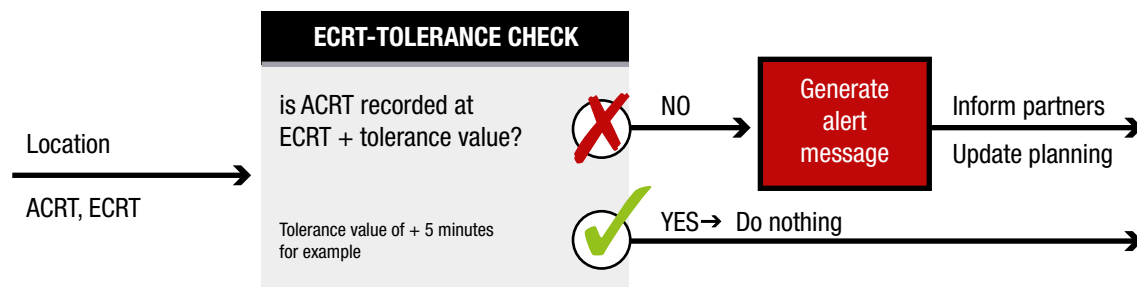 ECRT-TOLERANCE CHECK
Location
ACRT, ECRT
is ACRT recorded at
ECRT + tolerance value?
Tolerance value of + 5 minutes
for example
NO
Generate
alert
message
Inform partners
Update planning
YES→ Do nothing